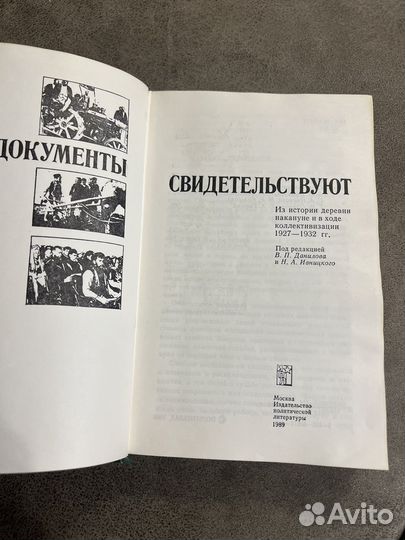 ДОКУМЕНТЫ
СВИДЕТЕЛЬСТВУЮТ
Из истории деревни
накануне и в ходе
коллективизации
1927—1932 гг.
Под редакцией
В. П. Данилова
и Н. А. Ивницкого
Москва
Издательство
политической
литературы
1989
Avito